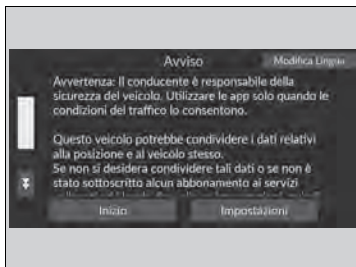 Avviso
Modifica Lingua
Avvertenza: Il conducente è responsabile della
sicurezza del veicolo. Utilizzare le app solo quando le
condizioni del traffico lo consentono.
Questo veicolo potrebbe condividere i dati relativi
alla posizione e al veicolo stesso.
Se non si desidera condividere tali dati o se non è
stato sottoscritto alcun abbonamento ai servizi
Inizio
Impostazioni